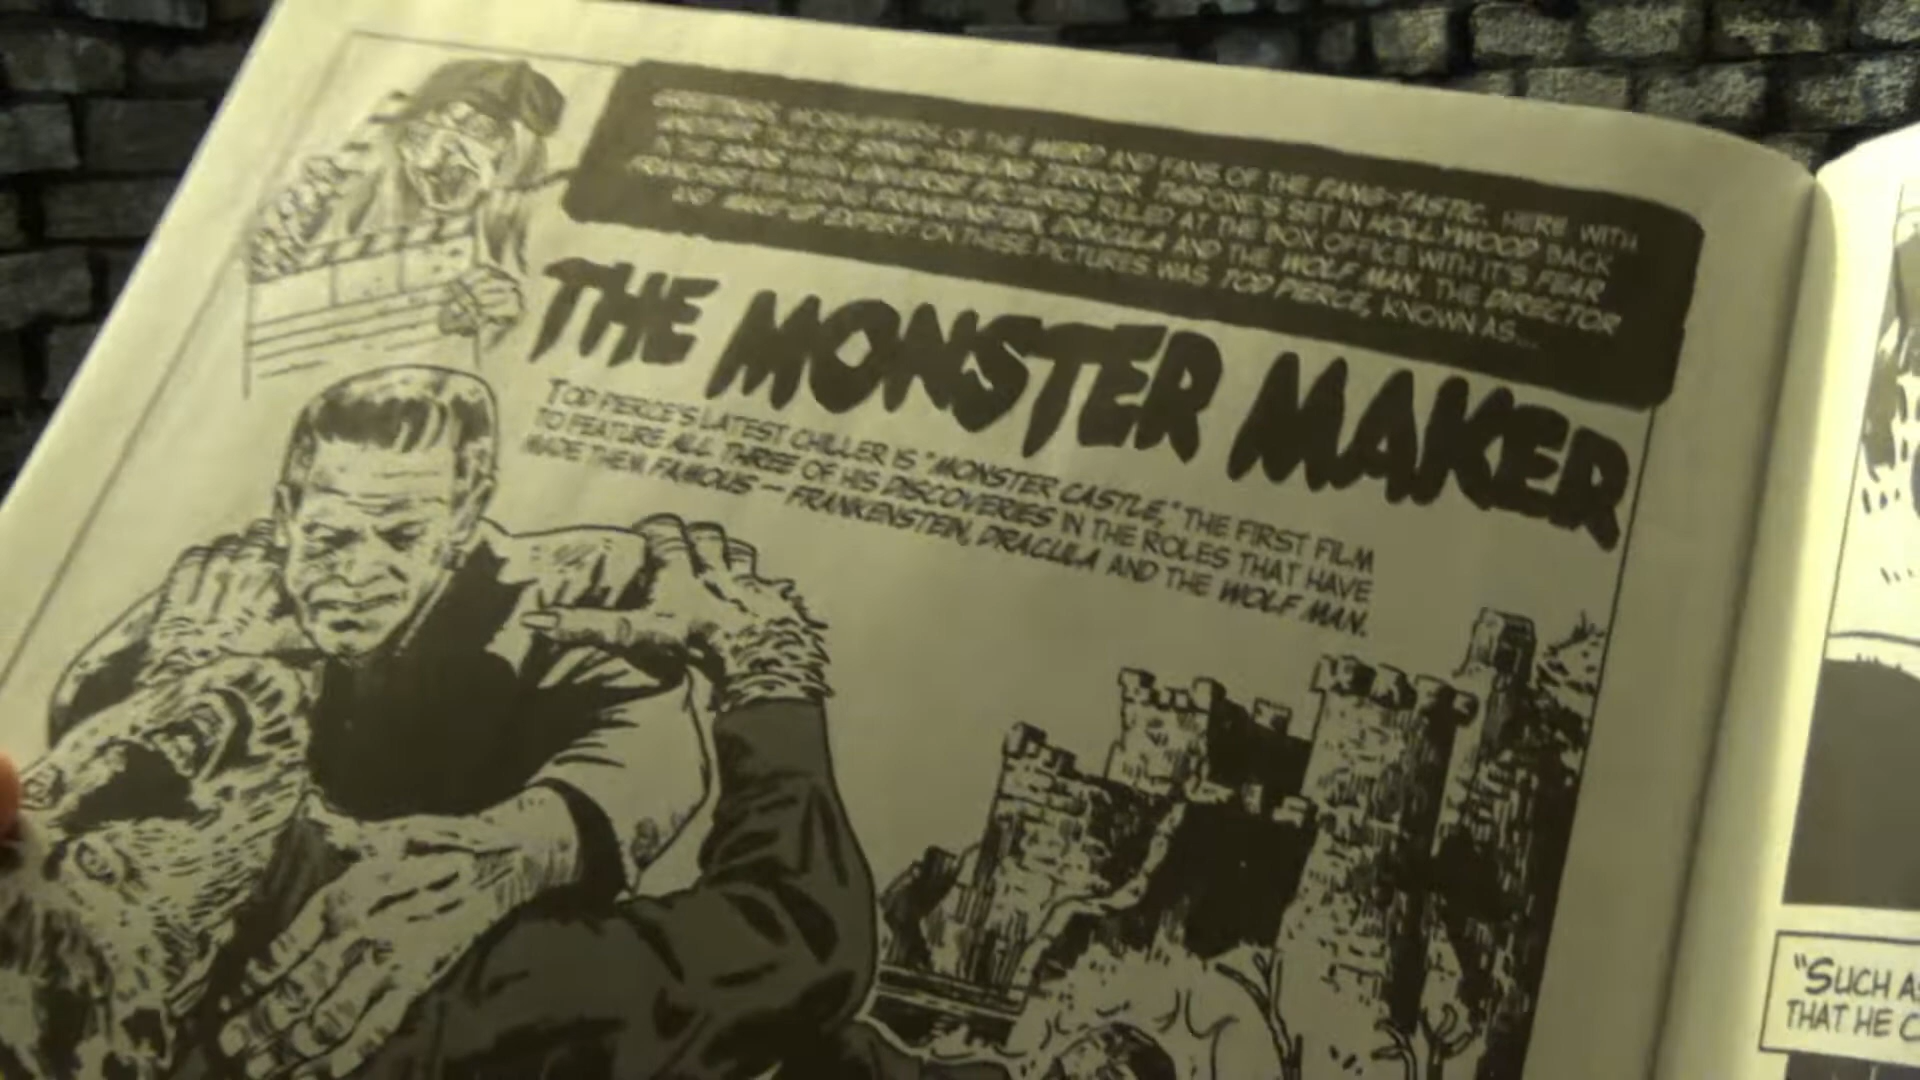 GREETINGS, WORSHIPPERS OF THE WEIRD AND FANS OF THE FANG-TASTIC. HERE WITH
ANOTHER TALE OF SPINE-TINGLING TERROR. THIS ONE'S SET IN HOLLYWOOD BACK
IN THE WHEN UNIVERSE PICTURES RULED AT THE BOX OFFICE WITH IT'S FEAR
FEATURING FRANKENSTEIN, DRACULA AND THE WOLF MAN. THE DIRECTOR
AND MAKE-UP EXPERT ON THESE PICTURES WAS TOD PIERCE, KNOWN AS...
THE MONSTER MAKER
TOD PIERCE'S LATEST CHILLER IS "MONSTER CASTLE," THE FIRST FILM
TO FEATURE ALL THREE OF HIS DISCOVERIES IN THE ROLES THAT HAVE
MADE THEM FAMOUS — FRANKENSTEIN, DRACULA AND THE WOLF MAN.
"SUCH A
THAT HE C